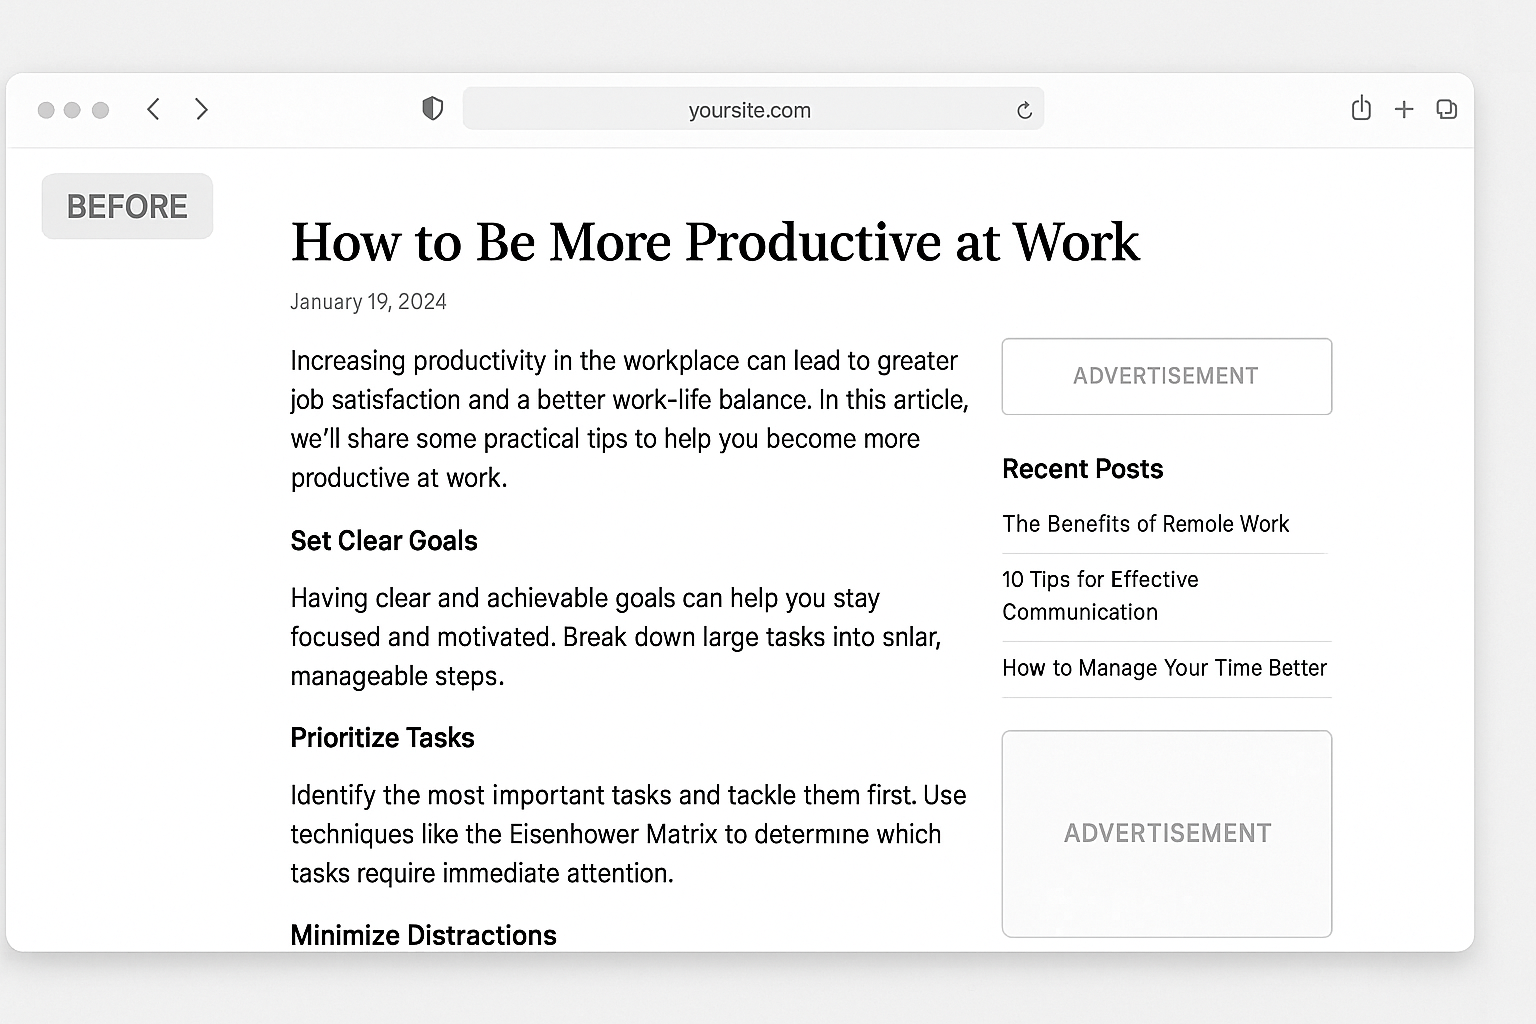 yoursite.com
BEFORE
How to Be More Productive at Work
January 19, 2024
Increasing productivity in the workplace can lead to greater
job satisfaction and a better work-life balance. In this article,
we’ll share some practical tips to help you become more
productive at work.
Set Clear Goals
Having clear and achievable goals can help you stay
focused and motivated. Break down large tasks into snlar,
manageable steps.
Prioritize Tasks
Identify the most important tasks and tackle them first. Use
techniques like the Eisenhower Matrix to determıne which
tasks require immediate attention.
Minimize Distractions
ADVERTISEMENT
Recent Posts
The Benefits of Remole Work
10 Tips for Effective
Communication
How to Manage Your Time Better
ADVERTISEMENT